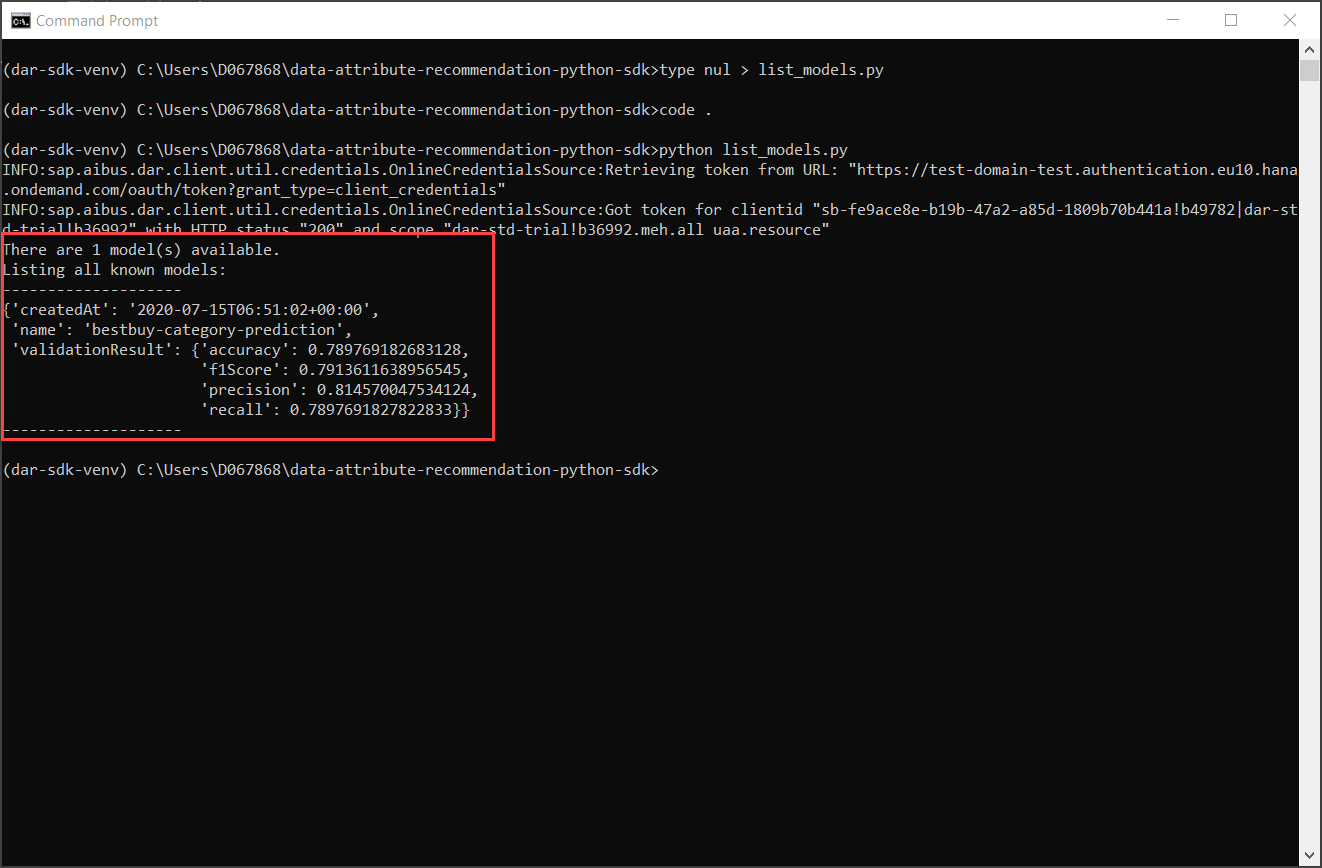 Command Prompt
(dar-sdk-venv) C:\Users\D067868\data-attribute-recommendation-python-sdk>type nul > list_models.py
(dar-sdk-venv) C:\Users\D067868\data-attribute-recommendation-python-sdk>code .
(dar-sdk-venv) C:\Users\D067868\data-attribute-recommendation-python-sdk>python list_models.py
INFO:sap.aibus.dar.client.util.credentials.OnlineCredentialsSource:Retrieving token from URL: "https://test-domain-test.authentication.eu10.hana
.ondemand.com/oauth/token?grant_type=client_credentials"
INFO:sap.aibus.dar.client.util.credentials.OnlineCredentialsSource:Got token for clientid "sb-fe9ace8e-b19b-47a2-a85d-1809b70b441a!b49782|dar-st
d-trial!b36992" with HTTP status "200" and scope "dar-std-trial!b36992.meh.all uaa.resource"
There are 1 model(s) available.
Listing all known models:
--------------------
{'createdAt': '2020-07-15T06:51:02+00:00',
 'name': 'bestbuy-category-prediction',
 'validationResult': {'accuracy': 0.789769182683128,
                      'f1Score': 0.7913611638956545,
                      'precision': 0.814570047534124,
                      'recall': 0.7897691827822833}}
--------------------
(dar-sdk-venv) C:\Users\D067868\data-attribute-recommendation-python-sdk>